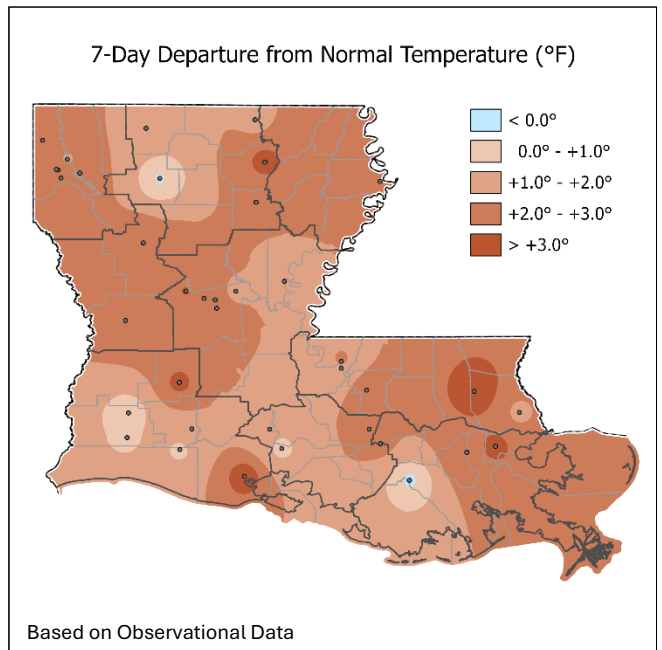 7-Day Departure from Normal Temperature (°F)
< 0.0°
0.0° - +1.0°
+1.0° - +2.0°
+2.0° - +3.0°
> +3.0°
Based on Observational Data